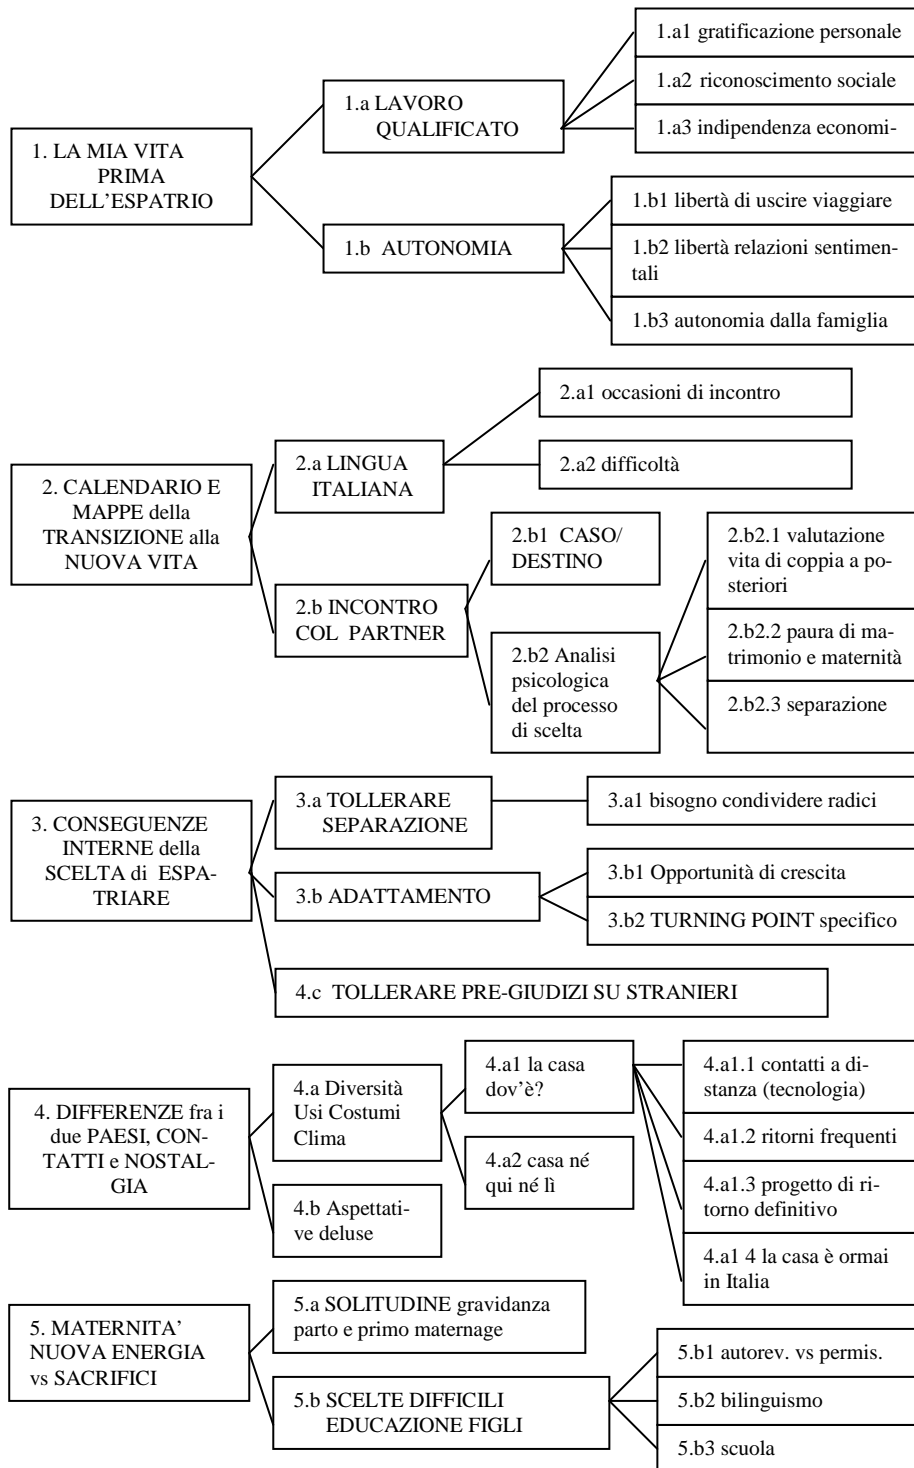 1. LA MIA VITA
PRIMA
DELL'ESPATRIO
1.a LAVORO
QUALIFICATO
1.a1 gratificazione personale
1.a2 riconoscimento sociale
1.a3 indipendenza economi-
1.b AUTONOMIA
1.b1 libertà di uscire viaggiare
1.b2 libertà relazioni sentimen-
tali
1.b3 autonomia dalla famiglia
2. CALENDARIO E
MAPPE della
TRANSIZIONE alla
NUOVA VITA
2.a LINGUA
ITALIANA
2.a1 occasioni di incontro
2.a2 difficoltà
2.b INCONTRO
COL PARTNER
2.b1 CASO/
DESTINO
2.b2 Analisi
psicologica
del processo
di scelta
2.b2.1 valutazione
vita di coppia a po-
steriori
2.b2.2 paura di ma-
trimonio e maternità
2.b2.3 separazione
3. CONSEGUENZE
INTERNE della
SCELTA di ESPA-
TRIARE
3.a TOLLERARE
SEPARAZIONE
3.a1 bisogno condividere radici
3.b ADATTAMENTO
3.b1 Opportunità di crescita
3.b2 TURNING POINT specifico
4.c TOLLERARE PRE-GIUDIZI SU STRANIERI
4. DIFFERENZE fra i
due PAESI, CON-
TATTI e NOSTAL-
GIA
4.a Diversità
Usi Costumi
Clima
4.a1 la casa
dov'è?
4.a1.1 contatti a di-
stanza (tecnologia)
4.a1.2 ritorni frequenti
4.a1.3 progetto di ri-
torno definitivo
4.a1 4 la casa è ormai
in Italia
4.a2 casa né
qui né lì
4.b Aspettati-
ve deluse
5. MATERNITA'
NUOVA ENERGIA
vs SACRIFICI
5.a SOLITUDINE gravidanza
parto e primo maternage
5.b SCELTE DIFFICILI
EDUCAZIONE FIGLI
5.b1 autorev. vs permis.
5.b2 bilinguismo
5.b3 scuola